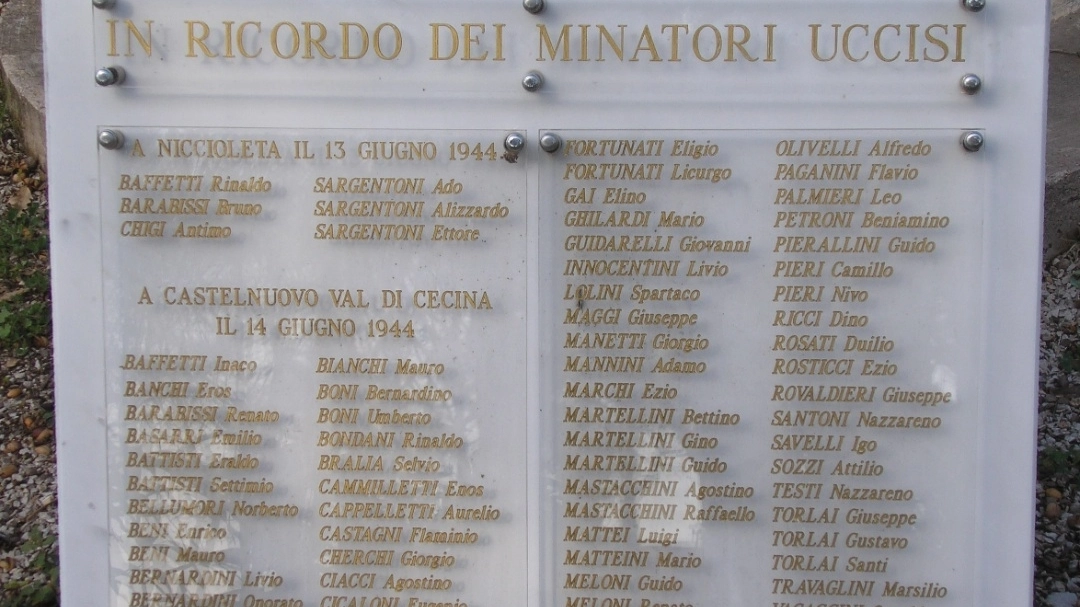 IN RICORDO DEI MINATORI UCCISI
A NICCIOLETA IL 13 GIUGNO 1944
BAFFETTI Rinaldo
BARABISSI Bruno
CHIGI Antimo
SARGENTONI Ado
SARGENTONI Alizzardo
SARGENTONI Ettore
A CASTELNUOVO VAL DI CECINA
IL 14 GIUGNO 1944
BAFFETTI Inaco
BANCHI Eros
BARABISSI Renato
BASARRI Emilio
BATTISTI Eraldo
BATTISTI Settimio
BELLUMORI Norberto
BENI Enrico
BENI Mauro
BERNARDINI Livio
BERNARDINI Onorato
BIANCHI Mauro
BONI Bernardino
BONI Umberto
BONDANI Rinaldo
BRALIA Selvio
CAMMILLETTI Enos
CAPPELLETTI Aurelio
CASTAGNI Flaminio
CHERCHI Giorgio
CIACCI Agostino
CICALONI Eugenio
FORTUNATI Eligio
FORTUNATI Licurgo
GAI Elino
GHILARDI Mario
GUIDARELLI Giovanni
INNOCENTINI Livio
LOLINI Spartaco
MAGGI Giuseppe
MANETTI Giorgio
MANNINI Adamo
MARCHI Ezio
MARTELLINI Bettino
MARTELLINI Gino
MARTELLINI Guido
MASTACCHINI Agostino
MASTACCHINI Raffaello
MATTEI Luigi
MATTEINI Mario
MELONI Guido
MELONI Renato
OLIVELLI Alfredo
PAGANINI Flavio
PALMIERI Leo
PETRONI Beniamino
PIERALLINI Guido
PIERI Camillo
PIERI Nivo
RICCI Dino
ROSATI Duilio
ROSTICCI Ezio
ROVALDIERI Giuseppe
SANTONI Nazzareno
SAVELLI Igo
SOZZI Attilio
TESTI Nazzareno
TORLAI Giuseppe
TORLAI Gustavo
TORLAI Santi
TRAVAGLINI Marsilio